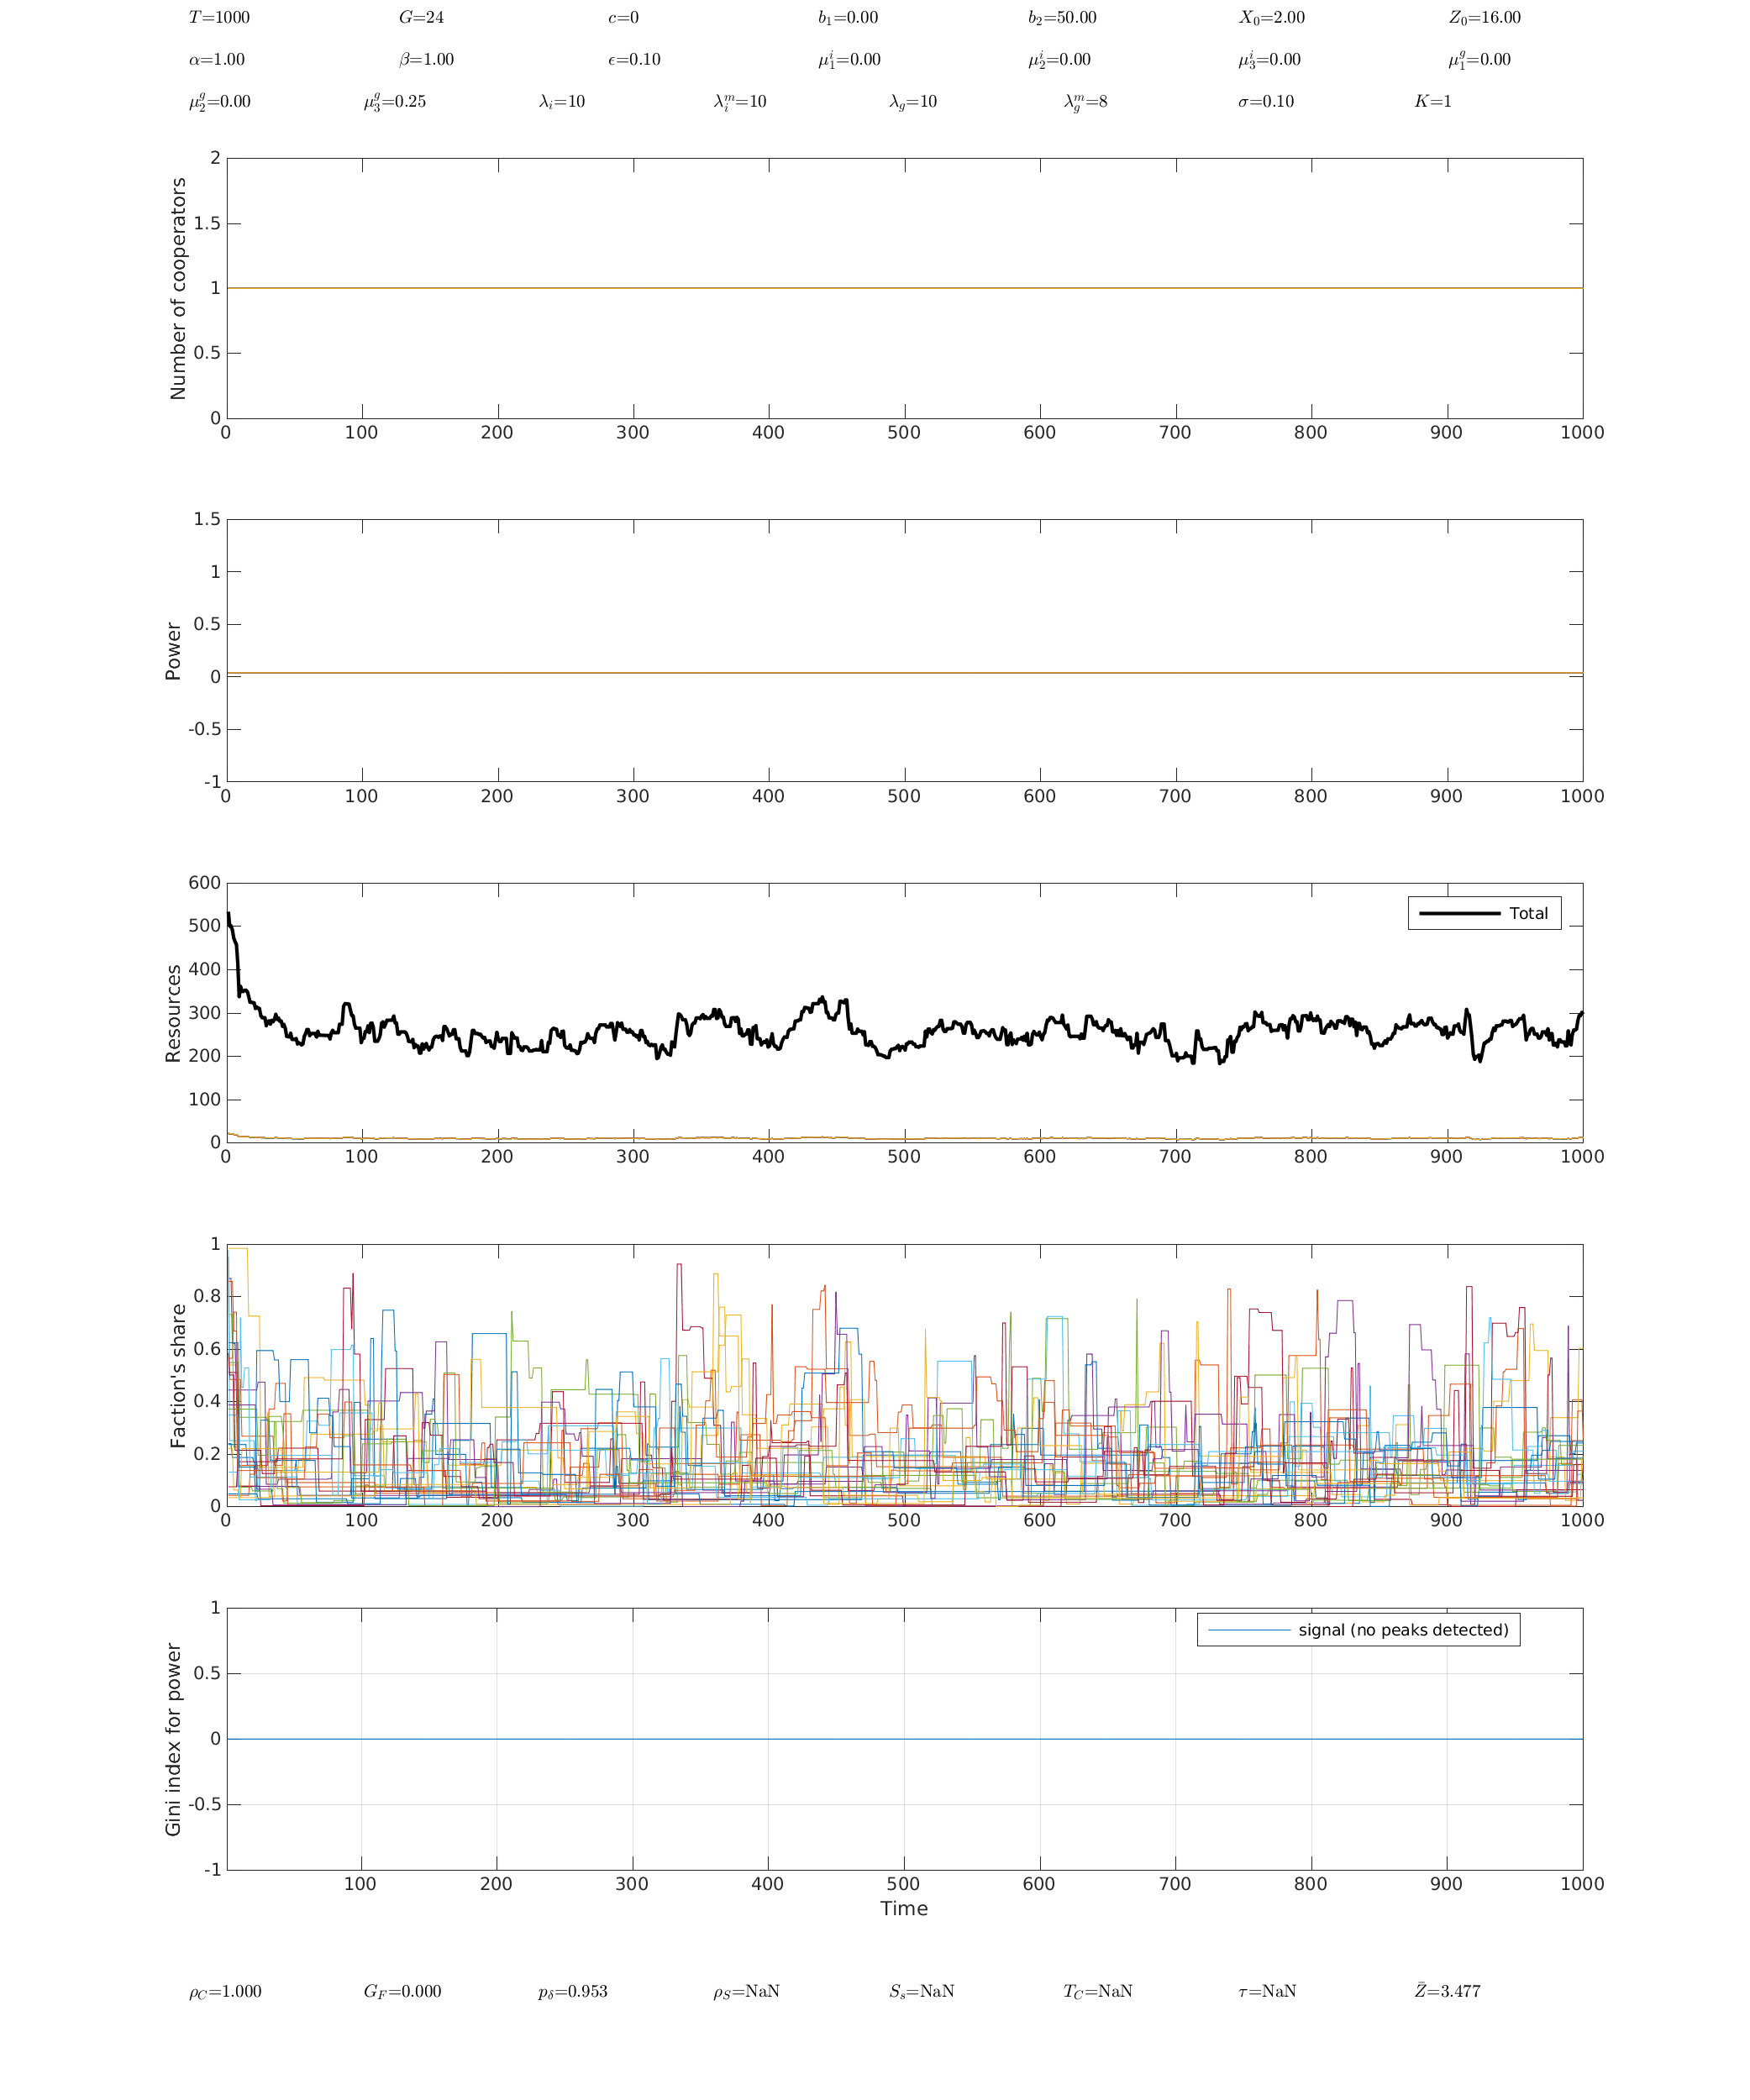 T=1000 G=24 c=0 b₁=0.00 b₂=50.00 X₀=2.00 Z₀=16.00
α=1.00 β=1.00 ϵ=0.10 μ₁ⁱ=0.00 μ₂ⁱ=0.00 μ₃ⁱ=0.00 μ₁ᵍ=0.00
μ₂ᵍ=0.00 μ₃ᵍ=0.25 λᵢ=10 λᵢᵐ=10 λ_g=10 λ_gᵐ=8 σ=0.10 K=1
Number of cooperators
2
1.5
1
0.5
0
0 100 200 300 400 500 600 700 800 900 1000
Power
1.5
1
0.5
0
-0.5
-1
0 100 200 300 400 500 600 700 800 900 1000
Resources
600
500
400
300
200
100
0
Total
0 100 200 300 400 500 600 700 800 900 1000
Faction's share
1
0.8
0.6
0.4
0.2
0
0 100 200 300 400 500 600 700 800 900 1000
Gini index for power
1
0.5
0
-0.5
-1
signal (no peaks detected)
100 200 300 400 500 600 700 800 900 1000
Time
ρ_C=1.000 G_F=0.000 p_δ=0.953 ρ_S=NaN S_s=NaN T_C=NaN τ=NaN Z̄=3.477